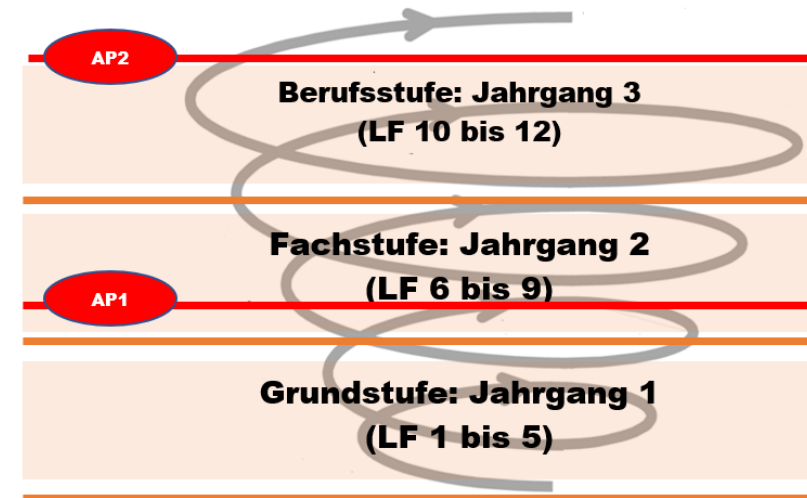 AP2
Berufsstufe: Jahrgang 3
(LF 10 bis 12)
Fachstufe: Jahrgang 2
(LF 6 bis 9)
AP1
Grundstufe: Jahrgang 1
(LF 1 bis 5)